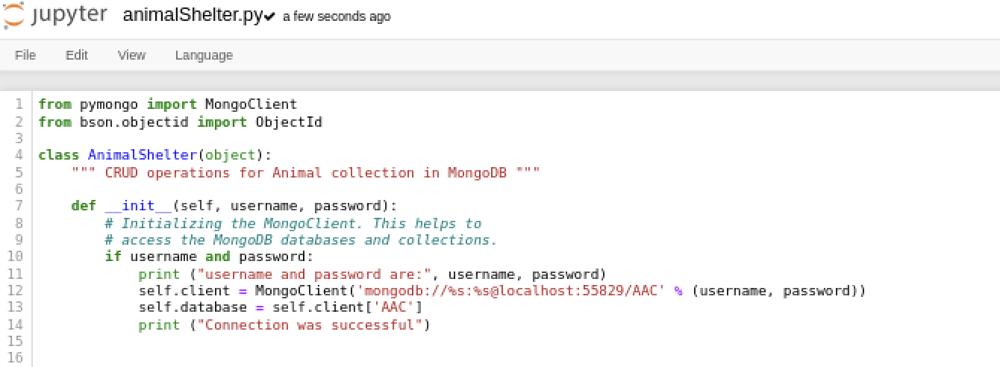 jupyter animalShelter.py✔ a few seconds ago
File Edit View Language
1 from pymongo import MongoClient
2 from bson.objectid import ObjectId
3
4 class AnimalShelter(object):
5     """ CRUD operations for Animal collection in MongoDB """
6
7     def __init__(self, username, password):
8         # Initializing the MongoClient. This helps to
9         # access the MongoDB databases and collections.
10         if username and password:
11             print ("username and password are:", username, password)
12             self.client = MongoClient('mongodb://%s:%s@localhost:55829/AAC' % (username, password))
13             self.database = self.client['AAC']
14             print ("Connection was successful")
15
16